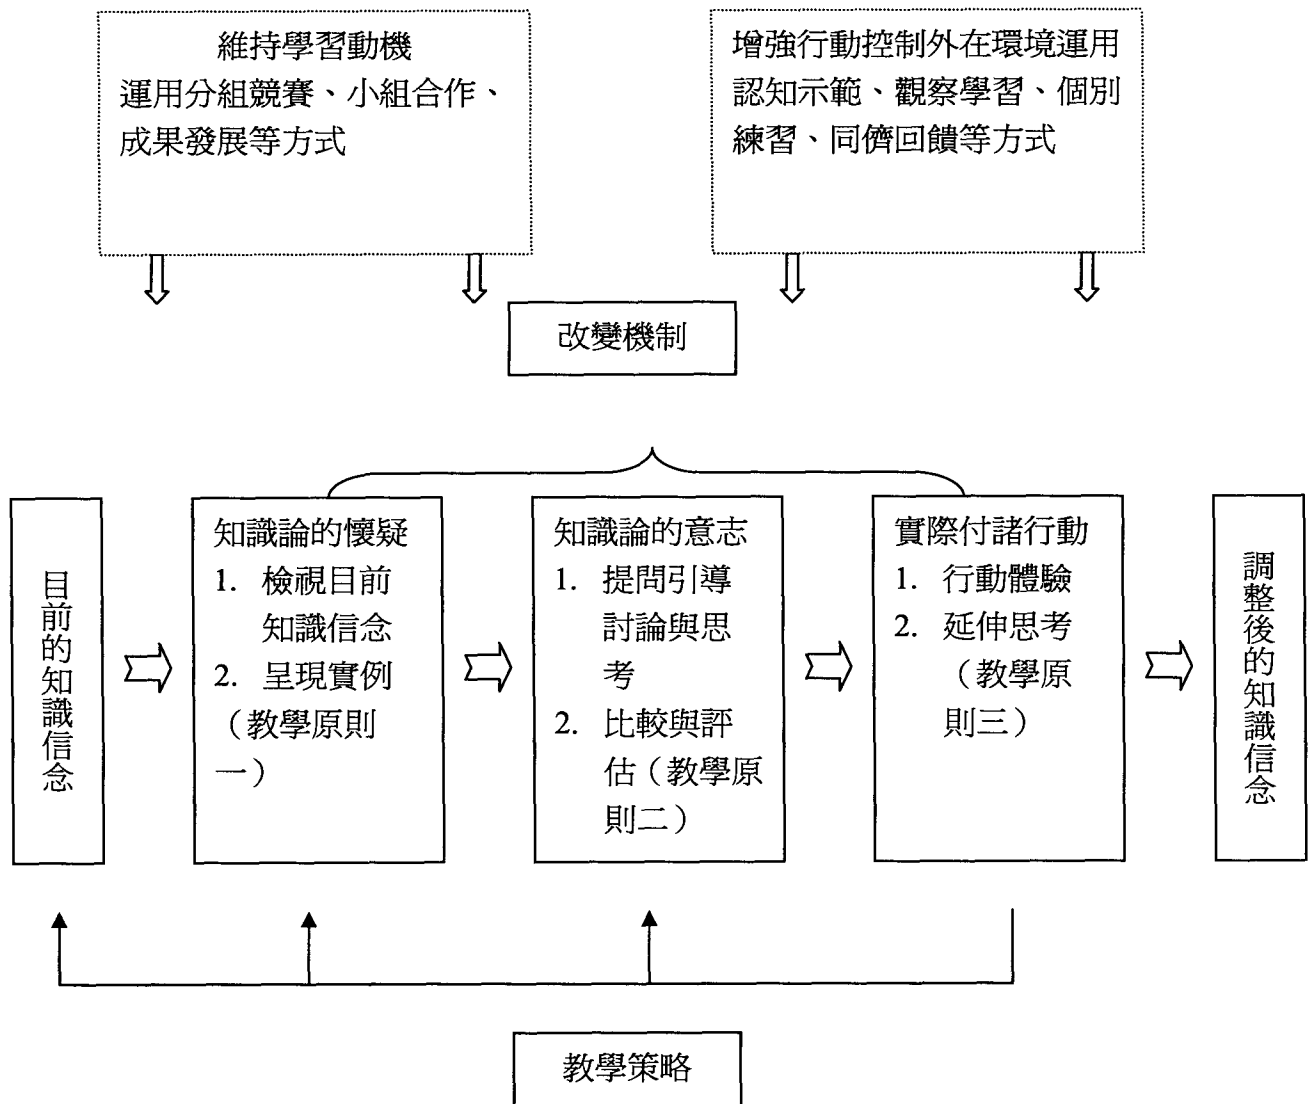 維持學習動機
運用分組競賽、小組合作、
成果發展等方式
增強行動控制外在環境運用
認知示範、觀察學習、個別
練習、同儕回饋等方式
改變機制
目前的知識信念
知識論的懷疑
1. 檢視目前
知識信念
2. 呈現實例
（教學原則
一）
知識論的意志
1. 提問引導
討論與思
考
2. 比較與評
估（教學原
則二）
實際付諸行動
1. 行動體驗
2. 延伸思考
（教學原
則三）
調整後的知識信念
教學策略